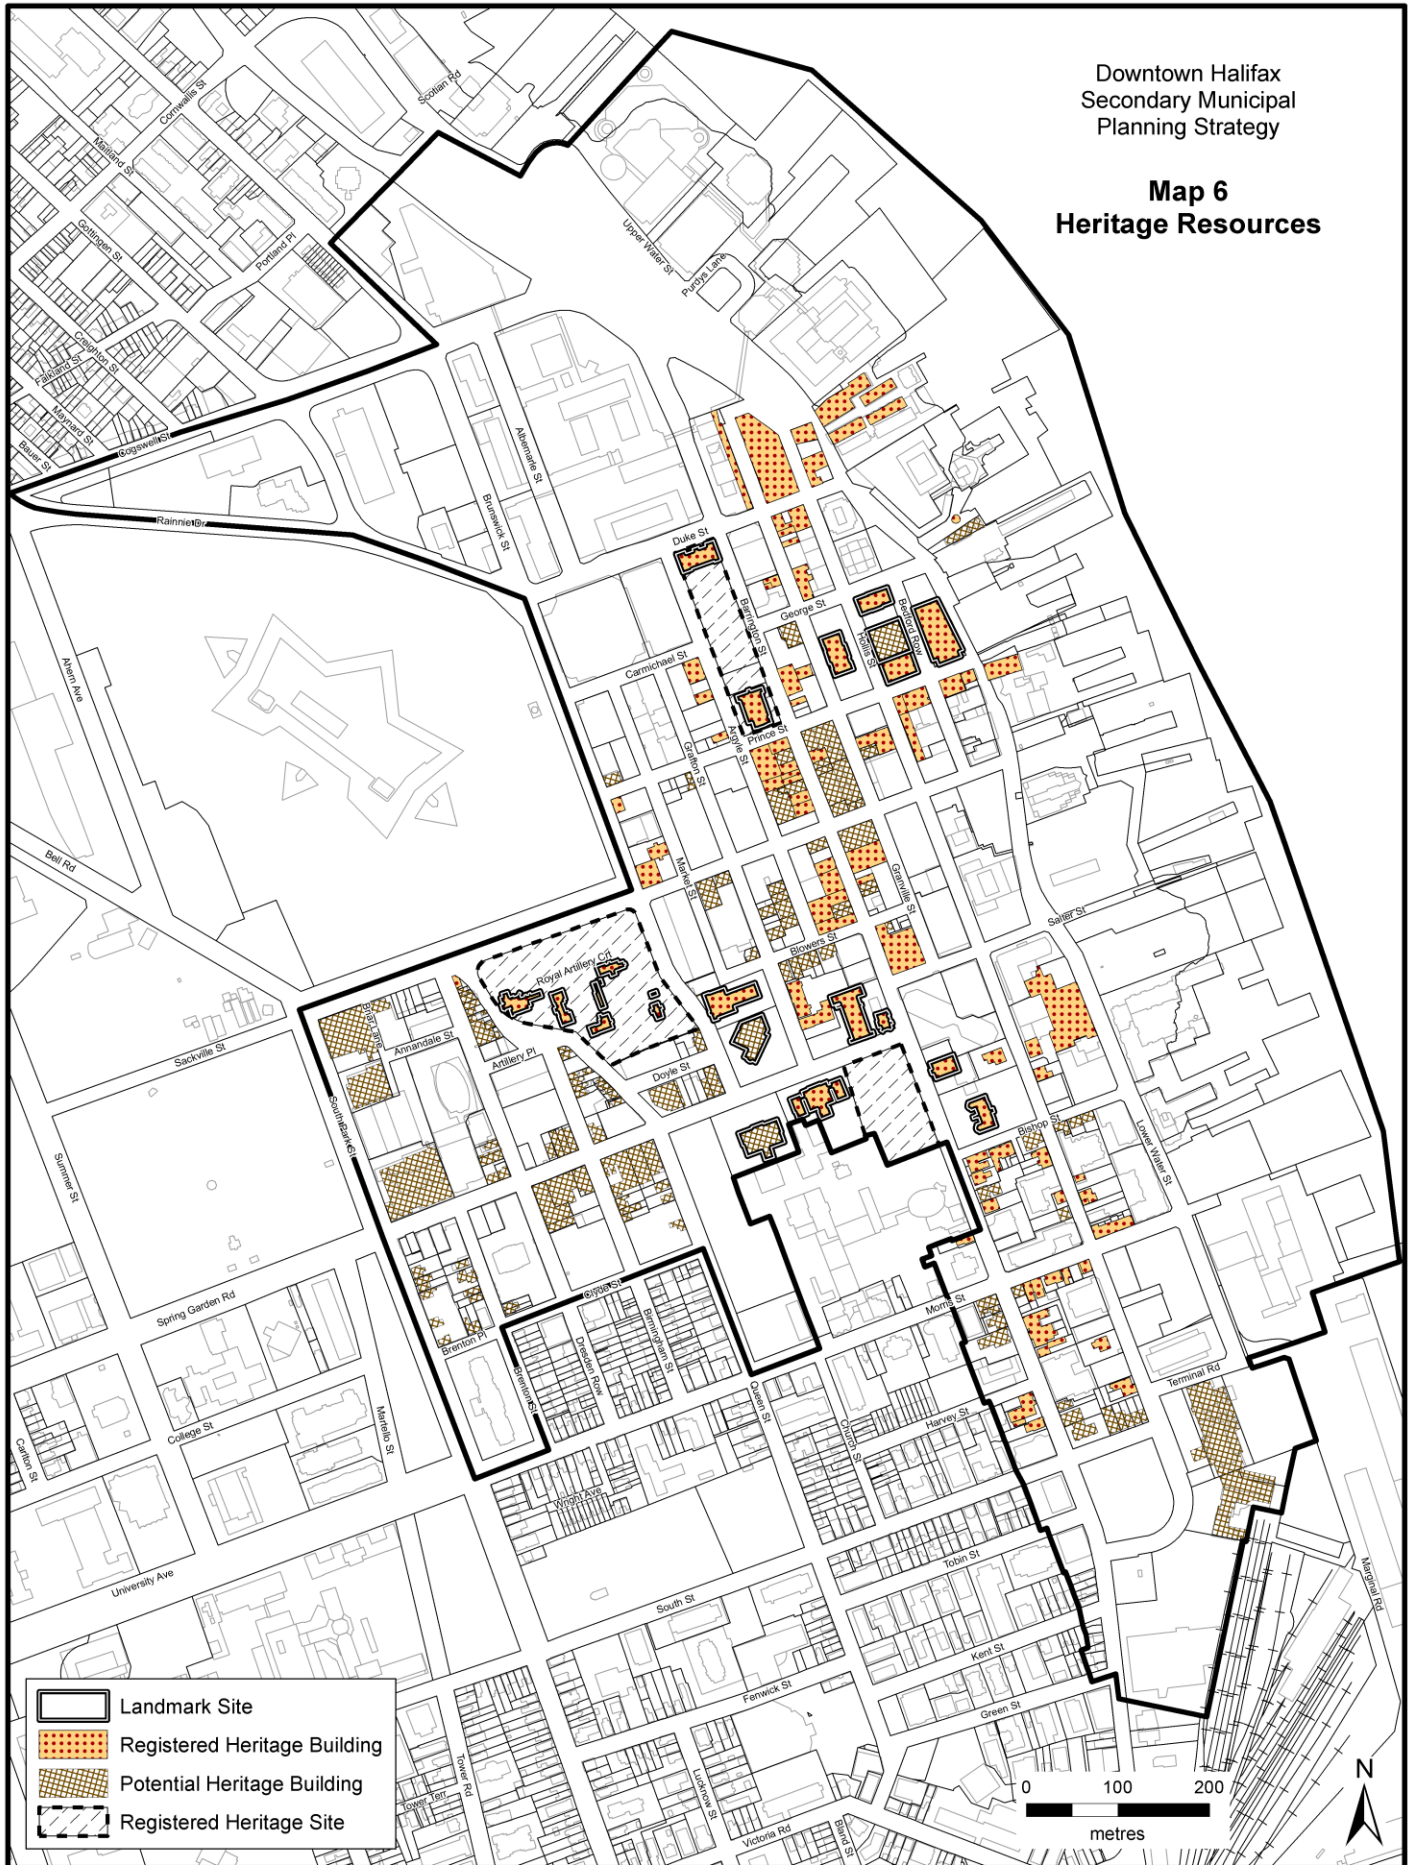 Downtown Halifax
Secondary Municipal
Planning Strategy
Map 6
Heritage Resources
Scotian Rd
Cornwallis St
Maitland St
Gottingen St
Portland Pl
Creighton St
Falkland St
Maynard St
Bauer St
Cogswell St
Rainnie Dr
Brunswick St
Albemarle St
Upper Water St
Purdys Lane
Duke St
Barrington St
George St
Bedford Row
Hollis St
Carmichael St
Argyle St
Prince St
Grafton St
Ahern Ave
Bell Rd
Market St
Granville St
Salter St
Blowers St
Royal Artillery Crt
Brian Lane
Annandale St
Artillery Pl
Doyle St
Sackville St
South Park St
Summer St
Bishop St
Lower Water St
Spring Garden Rd
Clyde St
Morris St
Brenton Pl
Brenton St
Dresden Row
Birmingham St
Queen St
Terminal Rd
Martello St
College St
Carlton St
Church St
Harvey St
Wright Ave
Tobin St
University Ave
South St
Marginal Rd
Kent St
Fenwick St
Green St
Tower Rd
Tower Terr
Lucknow St
Victoria Rd
Bland St
Landmark Site
Registered Heritage Building
Potential Heritage Building
Registered Heritage Site
0 100 200
metres
N